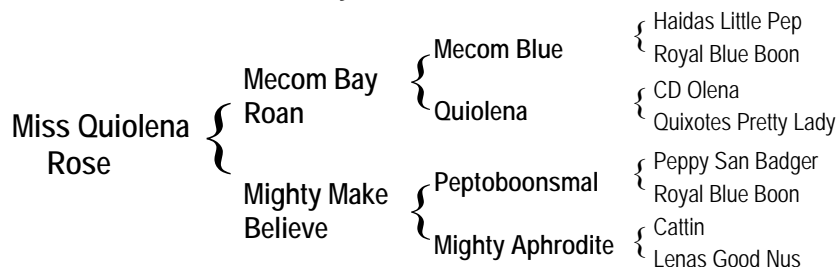 Miss Quiolena
Rose
Mecom Bay
Roan
Mighty Make
Believe
Mecom Blue
Quiolena
Peptoboonsmal
Mighty Aphrodite
Haidas Little Pep
Royal Blue Boon
CD Olena
Quixotes Pretty Lady
Peppy San Badger
Royal Blue Boon
Cattin
Lenas Good Nus